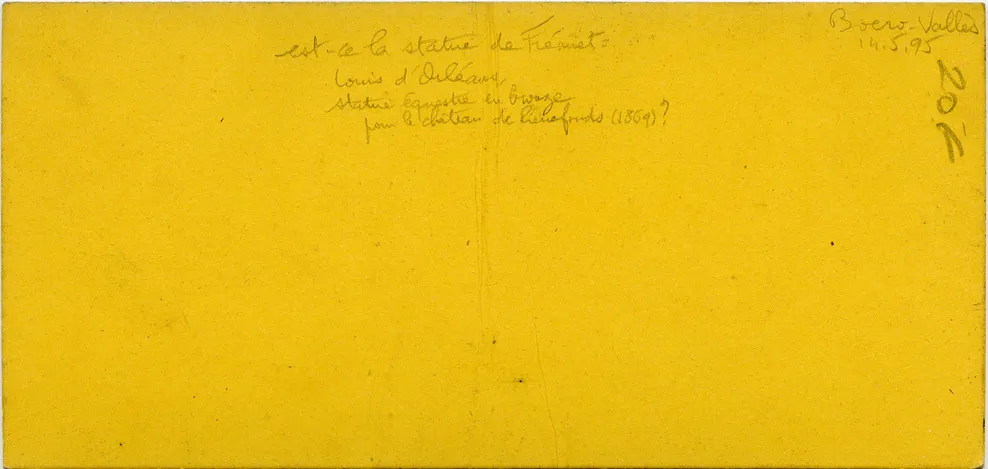 est-ce la statue de Frémiet =
Louis d'Orléans,
statue équestre en bronze
pour le château de Pierrefonds (1869)?
Boero-Vallès
14.5.95
20€